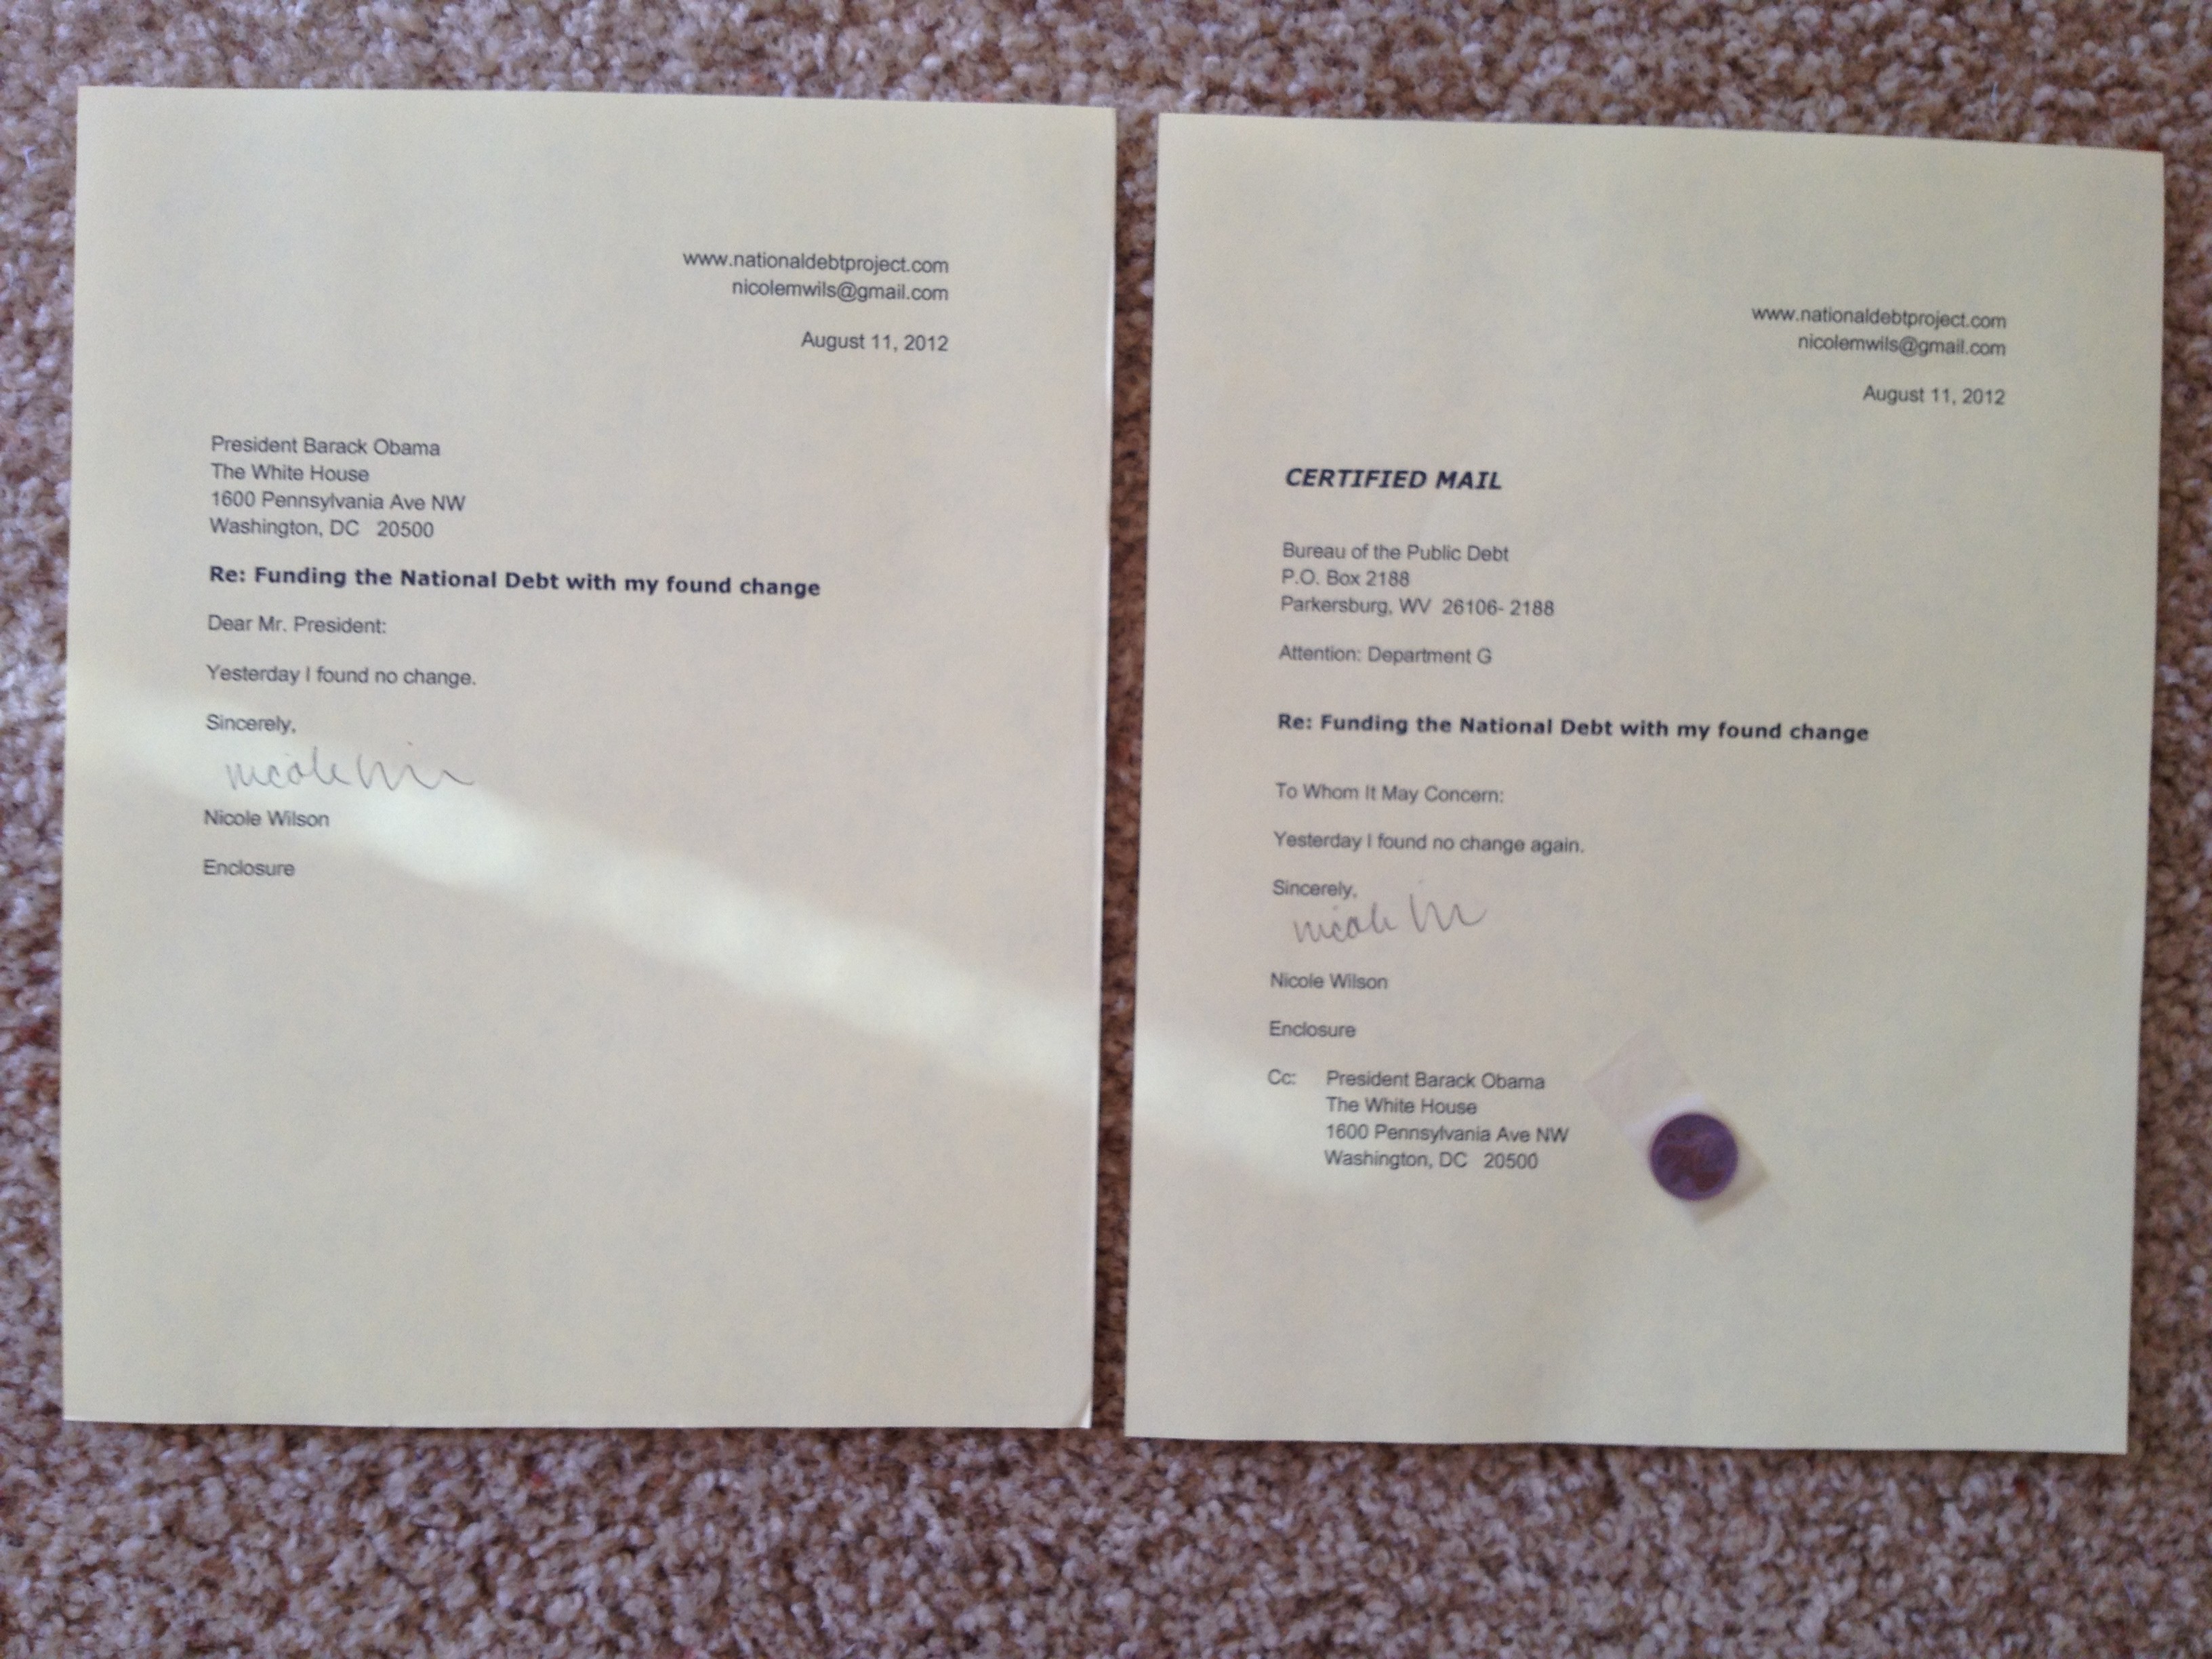 www.nationaldebtproject.com
nicolemwils@gmail.com
August 11, 2012
President Barack Obama
The White House
1600 Pennsylvania Ave NW
Washington, DC 20500
Re: Funding the National Debt with my found change
Dear Mr. President:
Yesterday I found no change.
Sincerely,
Nicole Wilson
Enclosure
www.nationaldebtproject.com
nicolemwils@gmail.com
August 11, 2012
CERTIFIED MAIL
Bureau of the Public Debt
P.O. Box 2188
Parkersburg, WV 26106- 2188
Attention: Department G
Re: Funding the National Debt with my found change
To Whom It May Concern:
Yesterday I found no change again.
Sincerely,
Nicole Wilson
Enclosure
Cc: President Barack Obama
The White House
1600 Pennsylvania Ave NW
Washington, DC 20500